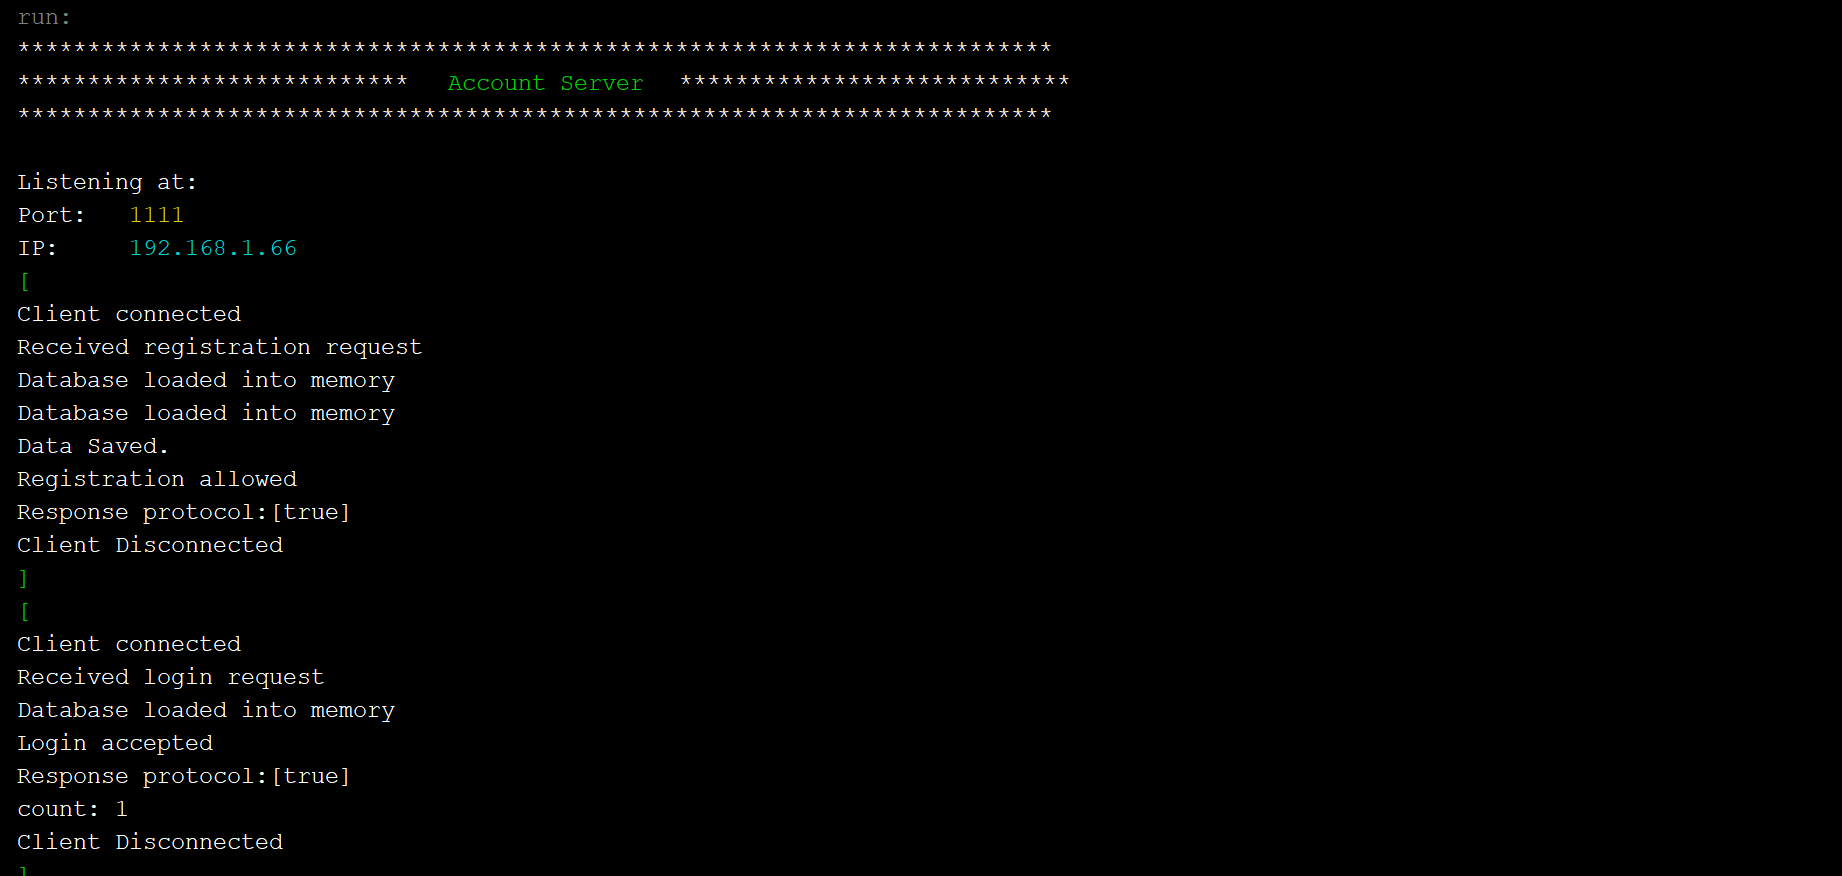 run:
**************************************************************************
****************************   Account Server   ****************************
**************************************************************************
Listening at:
Port:   1111
IP:     192.168.1.66
[
Client connected
Received registration request
Database loaded into memory
Database loaded into memory
Data Saved.
Registration allowed
Response protocol:[true]
Client Disconnected
]
[
Client connected
Received login request
Database loaded into memory
Login accepted
Response protocol:[true]
count: 1
Client Disconnected
]